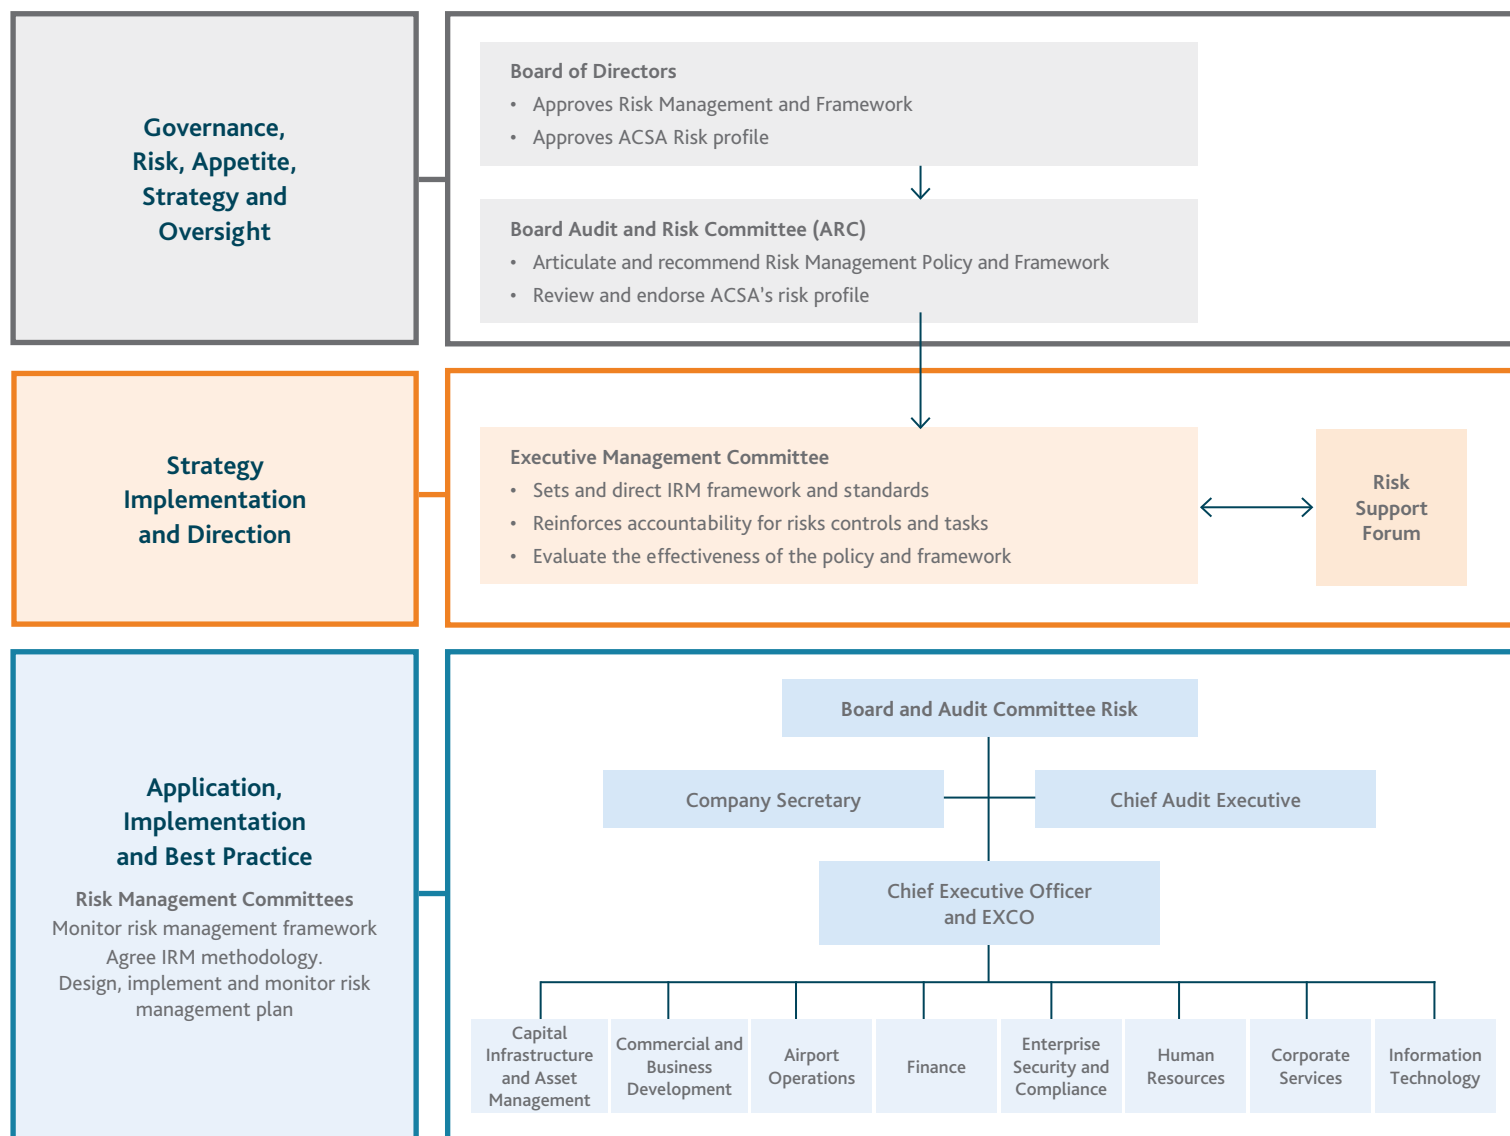 Governance,
Risk, Appetite,
Strategy and
Oversight
Board of Directors
• Approves Risk Management and Framework
• Approves ACSA Risk profile
Board Audit and Risk Committee (ARC)
• Articulate and recommend Risk Management Policy and Framework
• Review and endorse ACSA’s risk profile
Strategy
Implementation
and Direction
Executive Management Committee
• Sets and direct IRM framework and standards
• Reinforces accountability for risks controls and tasks
• Evaluate the effectiveness of the policy and framework
Risk
Support
Forum
Application,
Implementation
and Best Practice
Risk Management Committees
Monitor risk management framework
Agree IRM methodology.
Design, implement and monitor risk
management plan
Board and Audit Committee Risk
Company Secretary
Chief Audit Executive
Chief Executive Officer
and EXCO
Capital
Infrastructure
and Asset
Management
Commercial and
Business
Development
Airport
Operations
Finance
Enterprise
Security and
Compliance
Human
Resources
Corporate
Services
Information
Technology